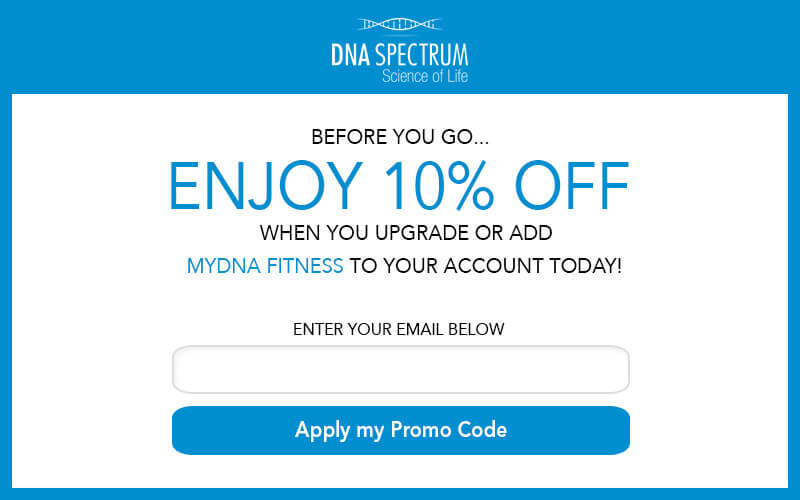 DNA SPECTRUM
Science of Life
BEFORE YOU GO...
ENJOY 10% OFF
WHEN YOU UPGRADE OR ADD
MYDNA FITNESS TO YOUR ACCOUNT TODAY!
ENTER YOUR EMAIL BELOW
Apply my Promo Code